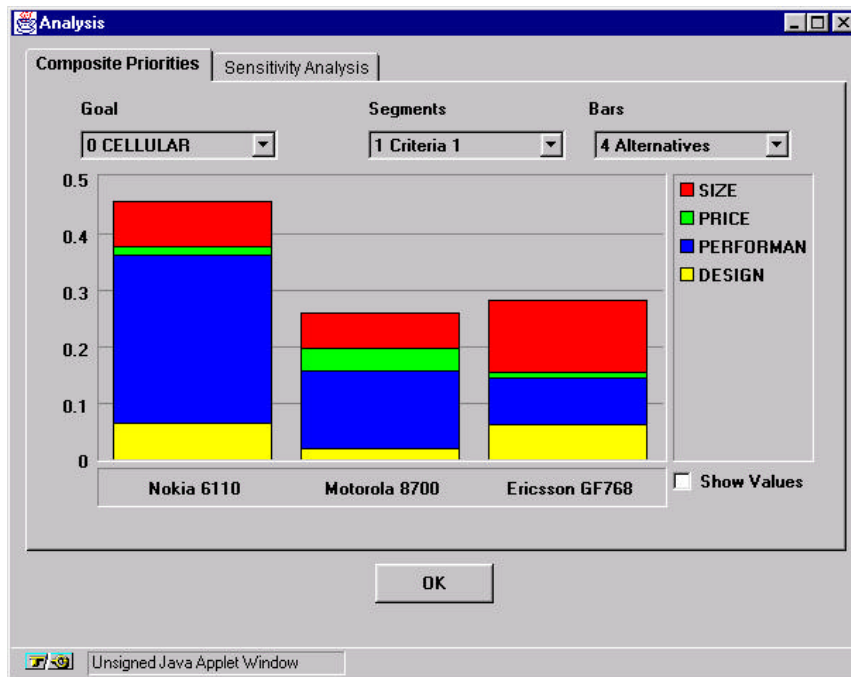 Analysis
Composite Priorities Sensitivity Analysis
Goal Segments Bars
0 CELLULAR 1 Criteria 1 4 Alternatives
0.5
0.4
0.3
0.2
0.1
0
SIZE
PRICE
PERFORMAN
DESIGN
Nokia 6110 Motorola 8700 Ericsson GF768
Show Values
OK
Unsigned Java Applet Window